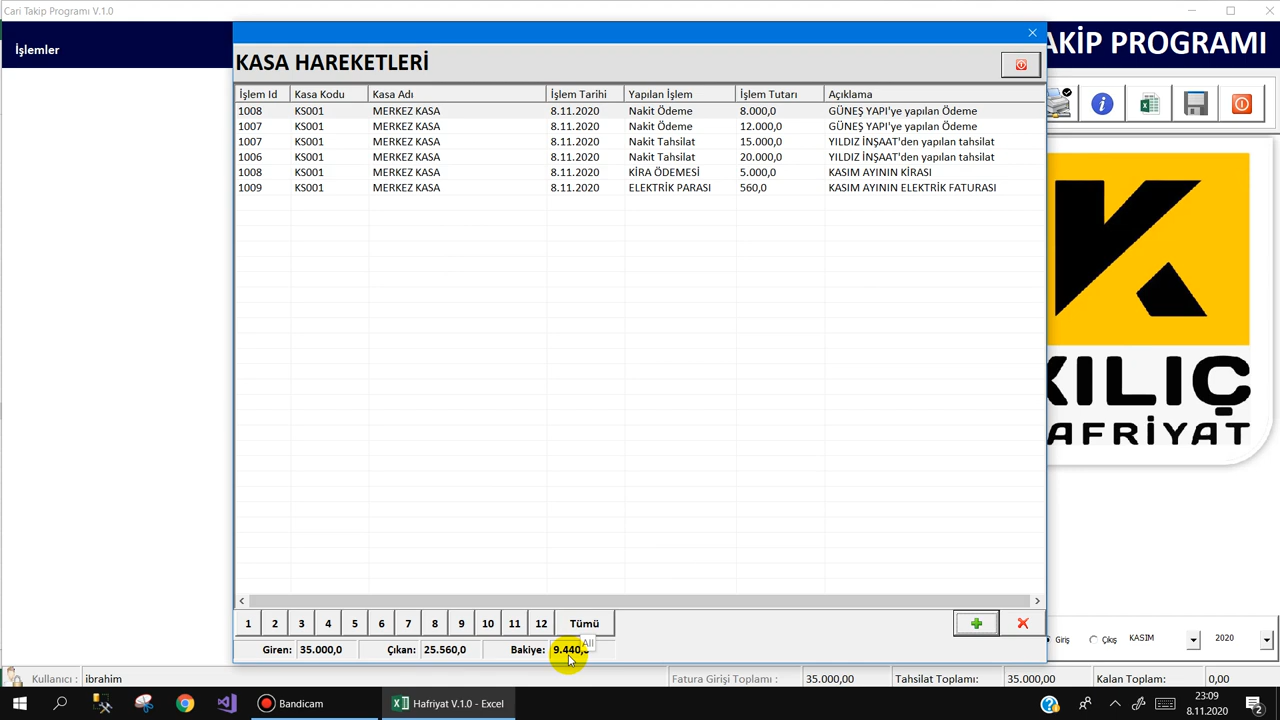 Cari Takip Programı V.1.0
İşlemler
AKİP PROGRAMI
KASA HAREKETLERİ
İşlem Id Kasa Kodu Kasa Adı İşlem Tarihi Yapılan İşlem İşlem Tutarı Açıklama
1008 KS001 MERKEZ KASA 8.11.2020 Nakit Ödeme 8.000,0 GÜNEŞ YAPI'ye yapılan Ödeme
1007 KS001 MERKEZ KASA 8.11.2020 Nakit Ödeme 12.000,0 GÜNEŞ YAPI'ye yapılan Ödeme
1007 KS001 MERKEZ KASA 8.11.2020 Nakit Tahsilat 15.000,0 YILDIZ İNŞAAT'den yapılan tahsilat
1006 KS001 MERKEZ KASA 8.11.2020 Nakit Tahsilat 20.000,0 YILDIZ İNŞAAT'den yapılan tahsilat
1008 KS001 MERKEZ KASA 8.11.2020 KİRA ÖDEMESİ 5.000,0 KASIM AYININ KİRASI
1009 KS001 MERKEZ KASA 8.11.2020 ELEKTRİK PARASI 560,0 KASIM AYININ ELEKTRİK FATURASI
KILIÇ
AFRİYAT
1 2 3 4 5 6 7 8 9 10 11 12 Tümü
All
Giriş Çıkış KASIM 2020
Giren: 35.000,0 Çıkan: 25.560,0 Bakiye: 9.440,0
Kullanıcı : ibrahim Fatura Girişi Toplamı : 35.000,00 Tahsilat Toplamı: 35.000,00 Kalan Toplam: 0,00
Bandicam Hafriyat V.1.0 - Excel 23:09
8.11.2020 2